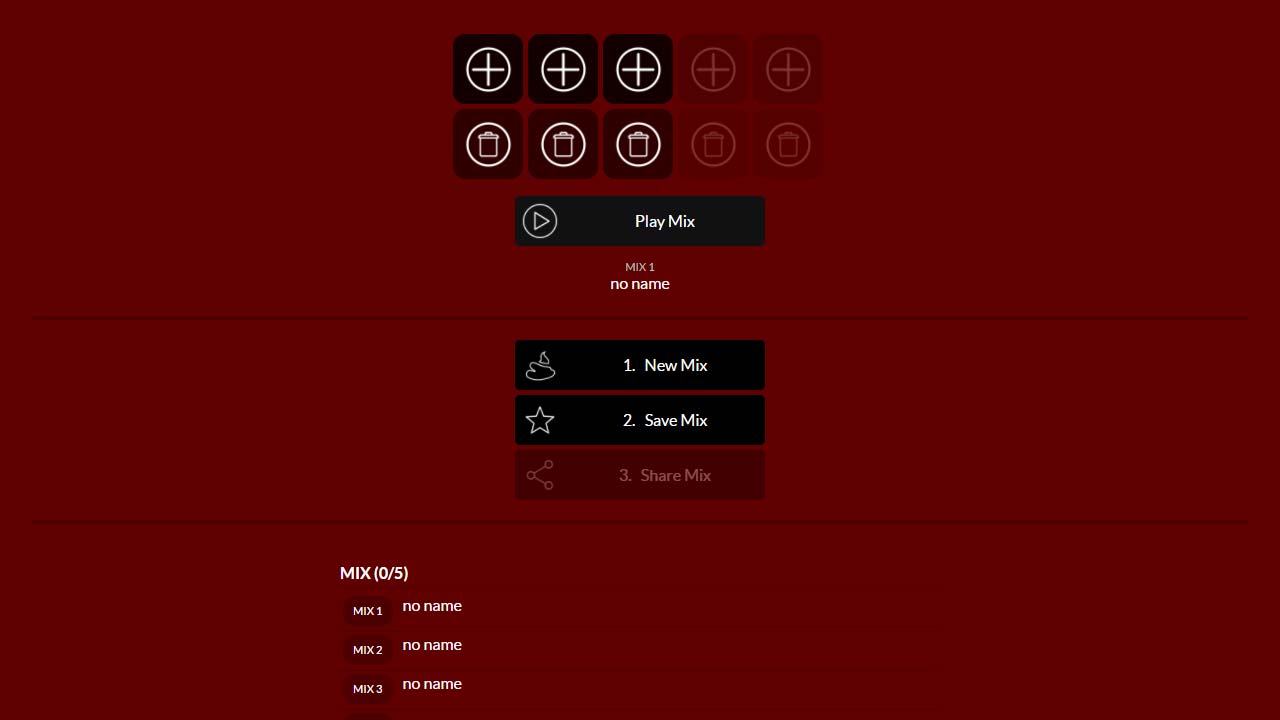 Play Mix
MIX 1
no name
1. New Mix
2. Save Mix
3. Share Mix
MIX (0/5)
MIX 1 no name
MIX 2 no name
MIX 3 no name